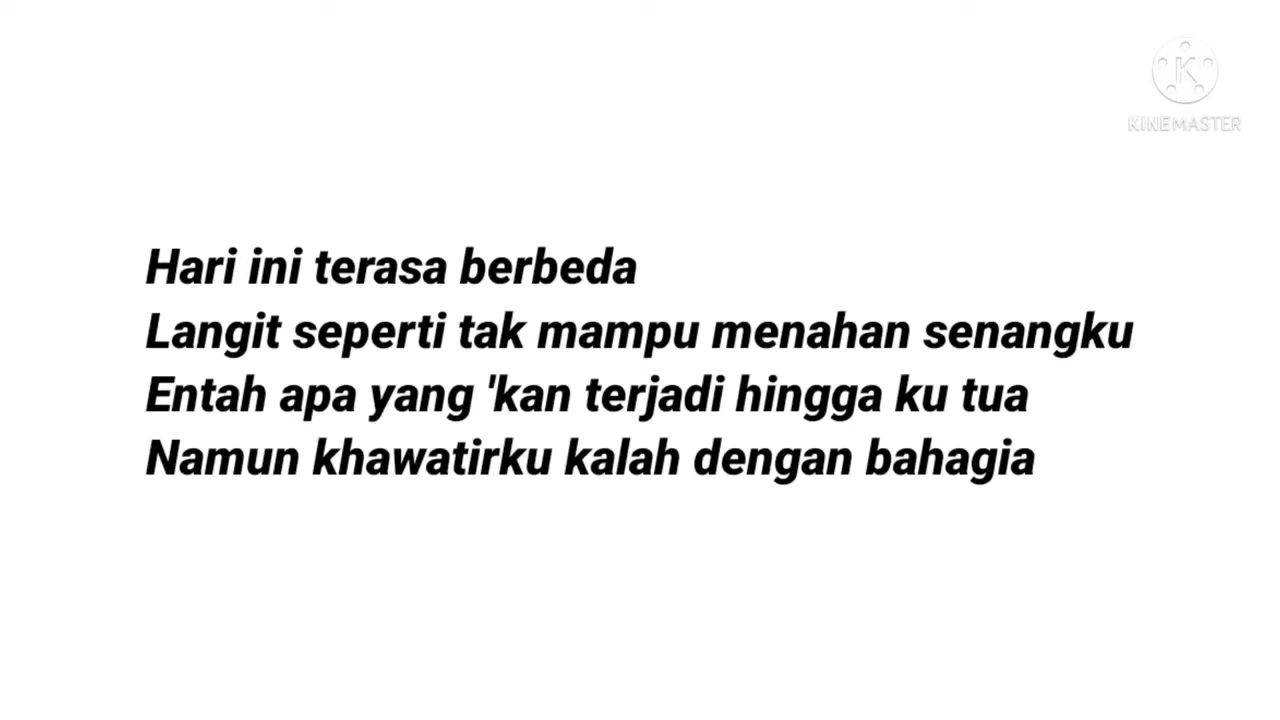 KINEMASTER
Hari ini terasa berbeda
Langit seperti tak mampu menahan senangku
Entah apa yang 'kan terjadi hingga ku tua
Namun khawatirku kalah dengan bahagia